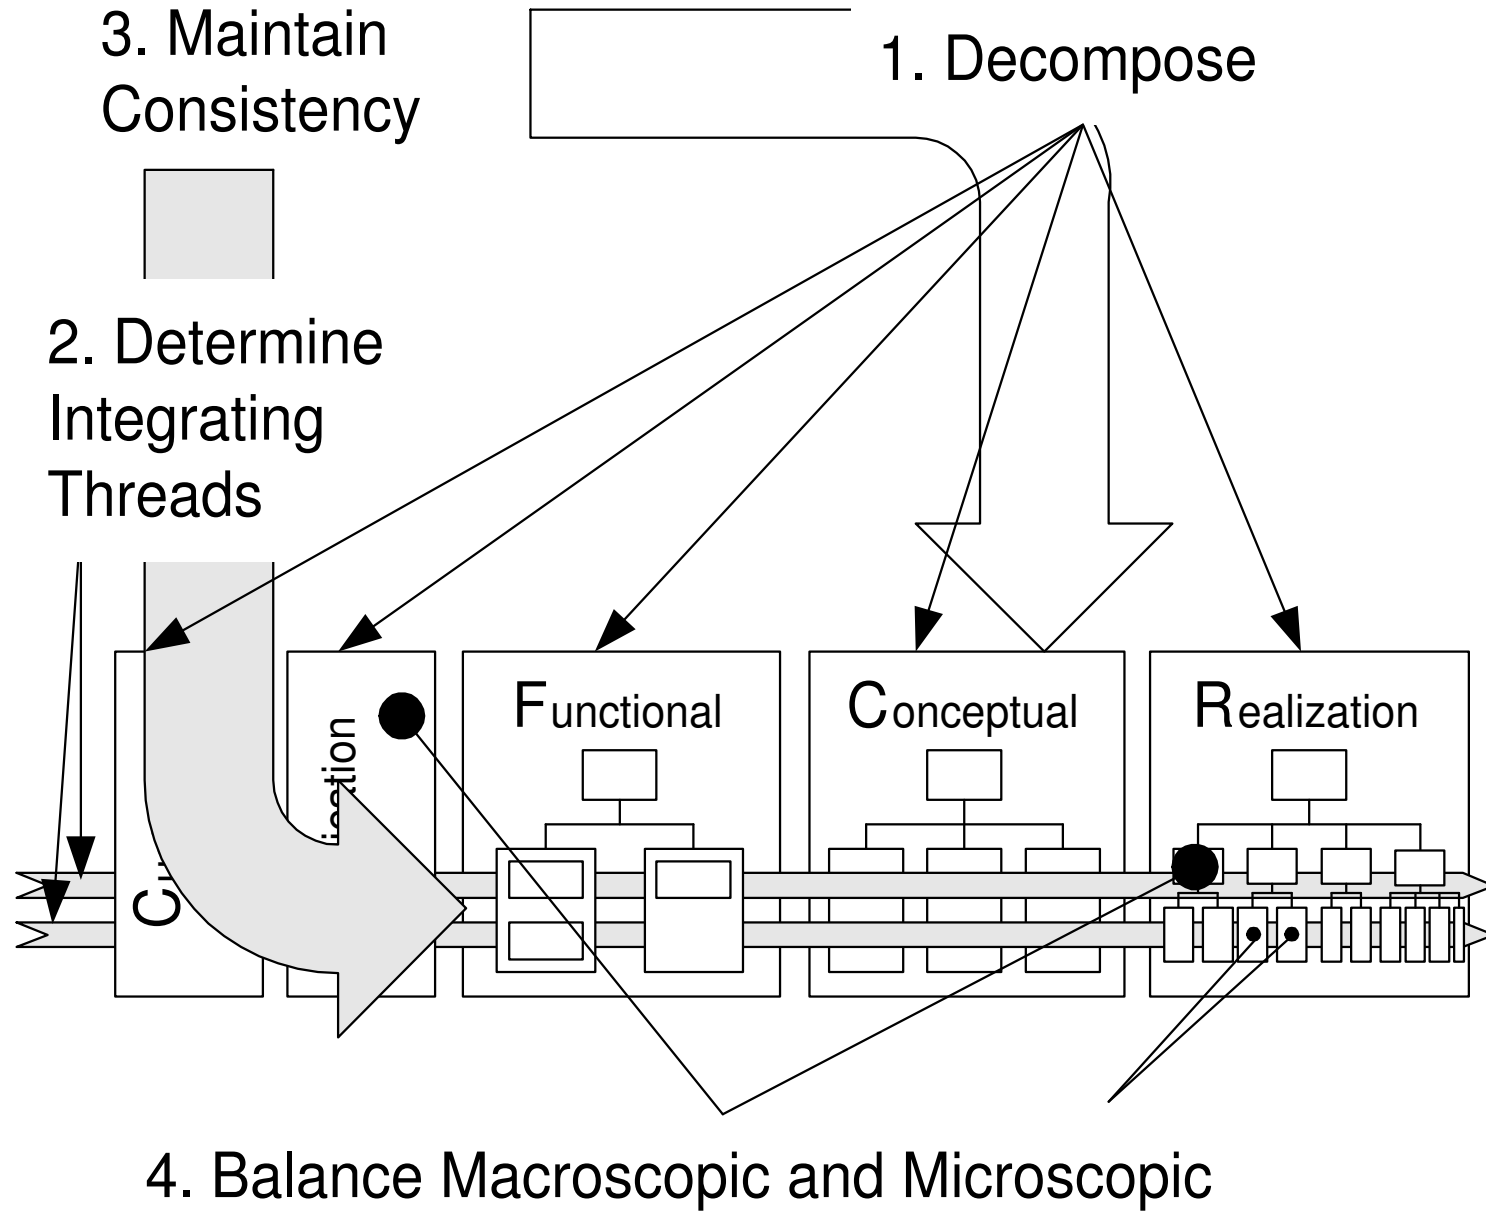 3. Maintain
Consistency
1. Decompose
2. Determine
Integrating
Threads
Functional
Conceptual
Realization
4. Balance Macroscopic and Microscopic